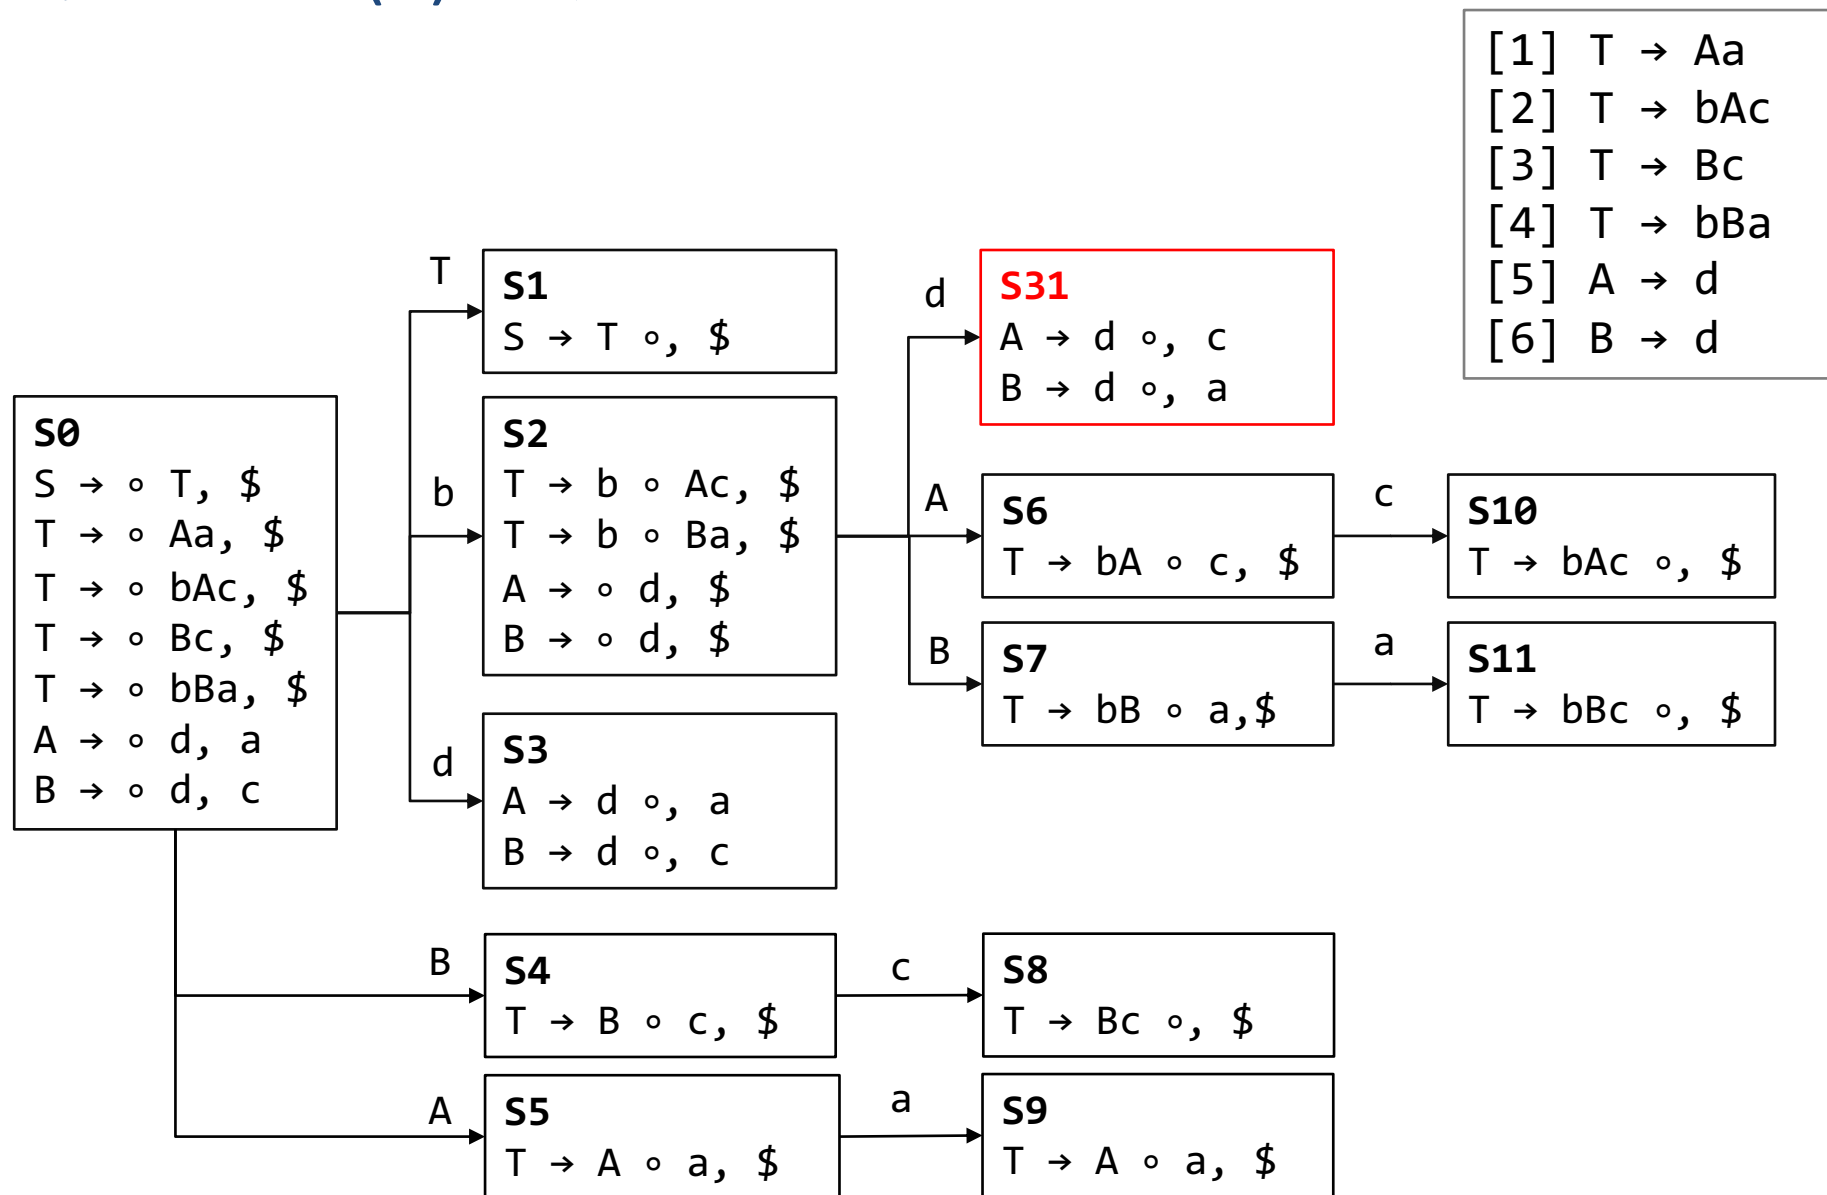 [1] T → Aa
[2] T → bAc
[3] T → Bc
[4] T → bBa
[5] A → d
[6] B → d
S0
S → ∘ T, $
T → ∘ Aa, $
T → ∘ bAc, $
T → ∘ Bc, $
T → ∘ bBa, $
A → ∘ d, a
B → ∘ d, c
T
S1
S → T ∘, $
b
S2
T → b ∘ Ac, $
T → b ∘ Ba, $
A → ∘ d, $
B → ∘ d, $
d
S3
A → d ∘, a
B → d ∘, c
d
S31
A → d ∘, c
B → d ∘, a
A
S6
T → bA ∘ c, $
c
S10
T → bAc ∘, $
B
S7
T → bB ∘ a,$
a
S11
T → bBc ∘, $
B
S4
T → B ∘ c, $
c
S8
T → Bc ∘, $
A
S5
T → A ∘ a, $
a
S9
T → A ∘ a, $